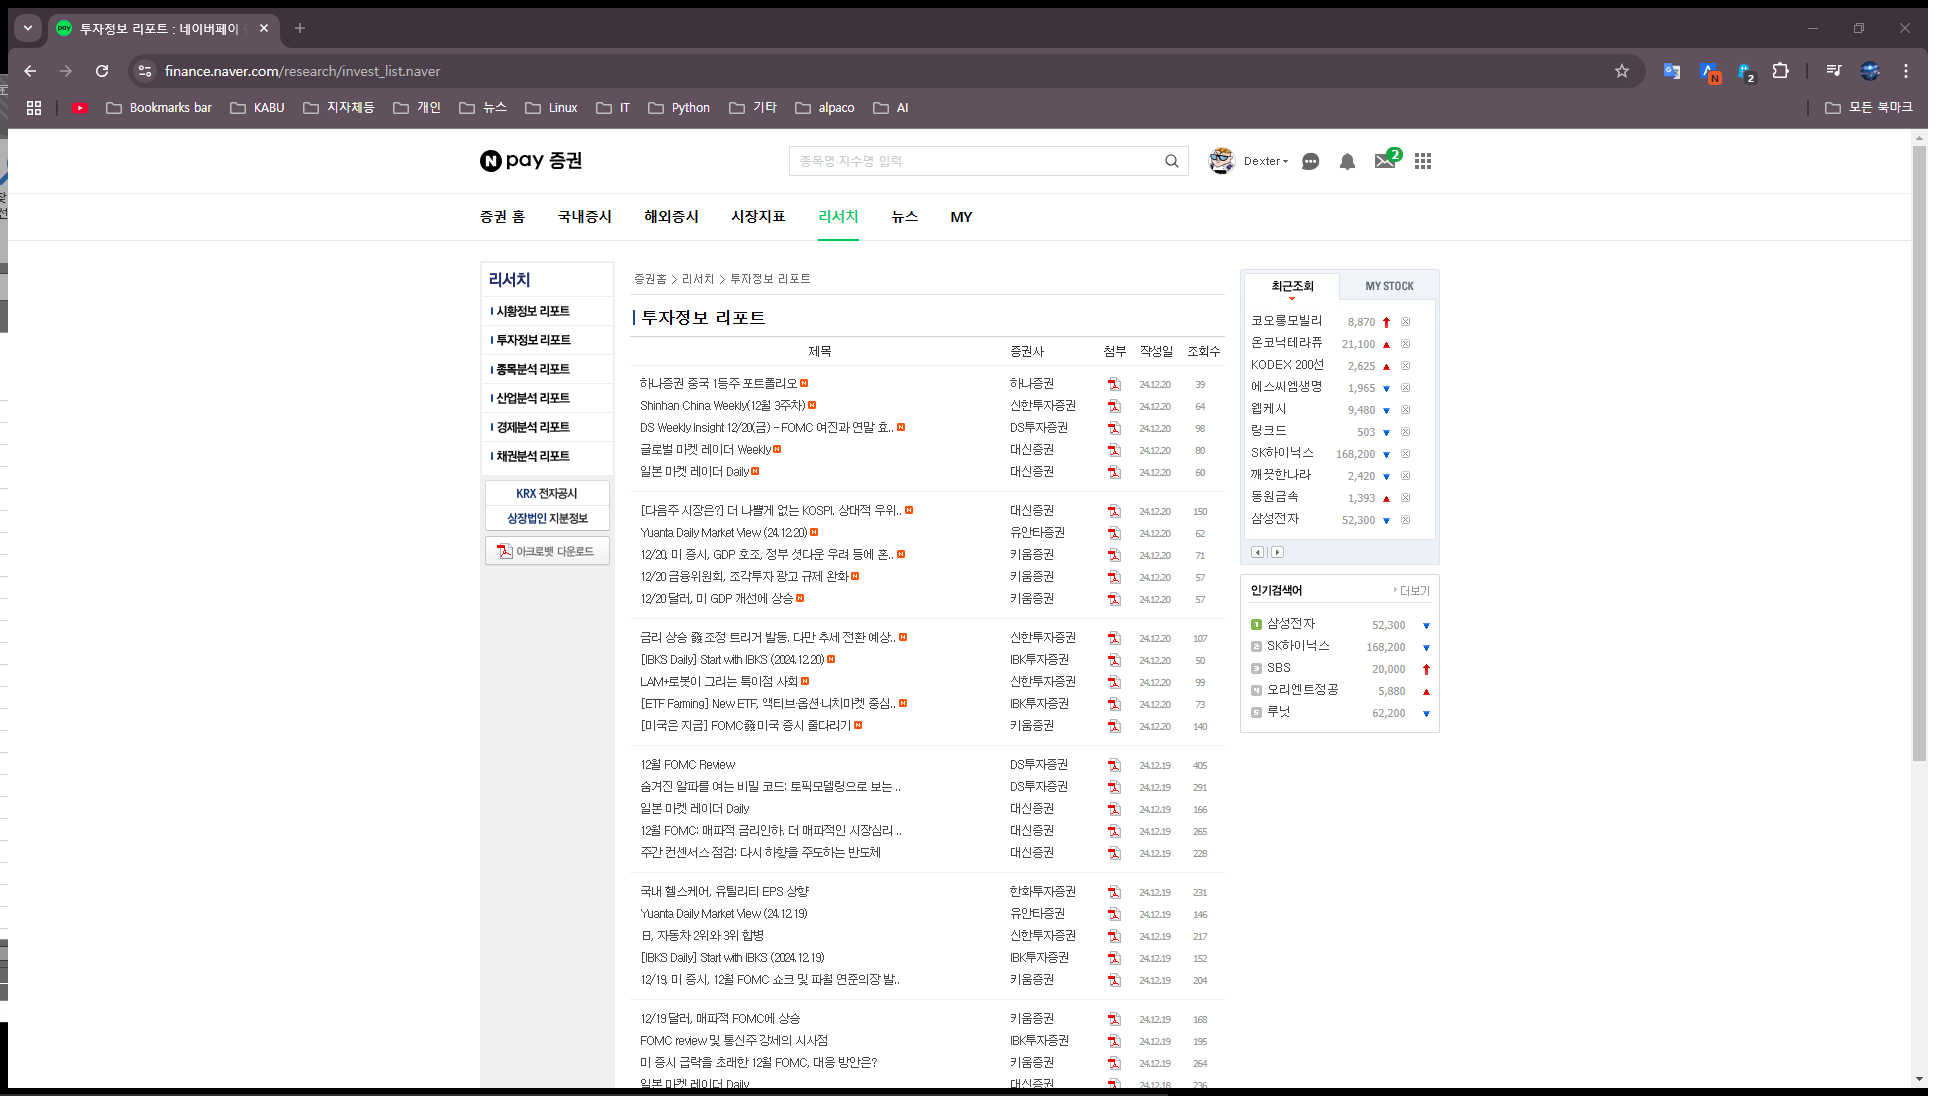 투자정보 리포트 : 네이버페이
finance.naver.com/research/invest_list.naver
Bookmarks bar KABU 지자체등 개인 뉴스 Linux IT Python 기타 alpaco AI 모든 북마크
N pay 증권 종목명·지수명 입력 Dexter 2
증권 홈 국내증시 해외증시 시장지표 리서치 뉴스 MY
리서치
시황정보 리포트
투자정보 리포트
종목분석 리포트
산업분석 리포트
경제분석 리포트
채권분석 리포트
KRX 전자공시
상장법인 지분정보
아크로뱃 다운로드
증권홈 > 리서치 > 투자정보 리포트
투자정보 리포트
제목 증권사 첨부 작성일 조회수
하나증권 중국 1등주 포트폴리오 하나증권 24.12.20 39
Shinhan China Weekly(12월 3주차) 신한투자증권 24.12.20 64
DS Weekly Insight 12/20(금) - FOMC 여진과 연말 효.. DS투자증권 24.12.20 98
글로벌 마켓 레이더 Weekly 대신증권 24.12.20 80
일본 마켓 레이더 Daily 대신증권 24.12.20 60
[다음주 시장은?] 더 나쁠게 없는 KOSPI. 상대적 우위.. 대신증권 24.12.20 150
Yuanta Daily Market View (24.12.20) 유안타증권 24.12.20 62
12/20, 미 증시, GDP 호조, 정부 셧다운 우려 등에 혼.. 키움증권 24.12.20 71
12/20 금융위원회, 조각투자 광고 규제 완화 키움증권 24.12.20 57
12/20 달러, 미 GDP 개선에 상승 키움증권 24.12.20 57
금리 상승 發 조정 트리거 발동. 다만 추세 전환 예상.. 신한투자증권 24.12.20 107
[IBKS Daily] Start with IBKS (2024.12.20) IBK투자증권 24.12.20 50
LAM+로봇이 그리는 특이점 사회 신한투자증권 24.12.20 99
[ETF Farming] New ETF, 액티브·옵션·니치마켓 중심.. IBK투자증권 24.12.20 73
[미국은 지금] FOMC發 미국 증시 줄다리기 키움증권 24.12.20 140
12월 FOMC Review DS투자증권 24.12.19 405
숨겨진 알파를 여는 비밀 코드: 토픽모델링으로 보는 .. DS투자증권 24.12.19 291
일본 마켓 레이더 Daily 대신증권 24.12.19 166
12월 FOMC: 매파적 금리인하. 더 매파적인 시장심리 .. 대신증권 24.12.19 265
주간 컨센서스 점검: 다시 하향을 주도하는 반도체 대신증권 24.12.19 228
국내 헬스케어, 유틸리티 EPS 상향 한화투자증권 24.12.19 231
Yuanta Daily Market View (24.12.19) 유안타증권 24.12.19 146
日, 자동차 2위와 3위 합병 신한투자증권 24.12.19 217
[IBKS Daily] Start with IBKS (2024.12.19) IBK투자증권 24.12.19 152
12/19, 미 증시, 12월 FOMC 쇼크 및 파월 연준의장 발.. 키움증권 24.12.19 204
12/19 달러, 매파적 FOMC에 상승 키움증권 24.12.19 168
FOMC review 및 통신주 강세의 시사점 IBK투자증권 24.12.19 195
미 증시 급락을 초래한 12월 FOMC, 대응 방안은? 키움증권 24.12.19 264
일본 마켓 레이더 Daily 대신증권 24.12.18 236
최근조회 MY STOCK
코오롱모빌리 8,870
온코닉테라퓨 21,100
KODEX 200선 2,625
에스씨엠생명 1,965
웹케시 9,480
링크드 503
SK하이닉스 168,200
깨끗한나라 2,420
동원금속 1,393
삼성전자 52,300
인기검색어 더보기
1 삼성전자 52,300
2 SK하이닉스 168,200
3 SBS 20,000
4 오리엔트정공 5,880
5 루닛 62,200